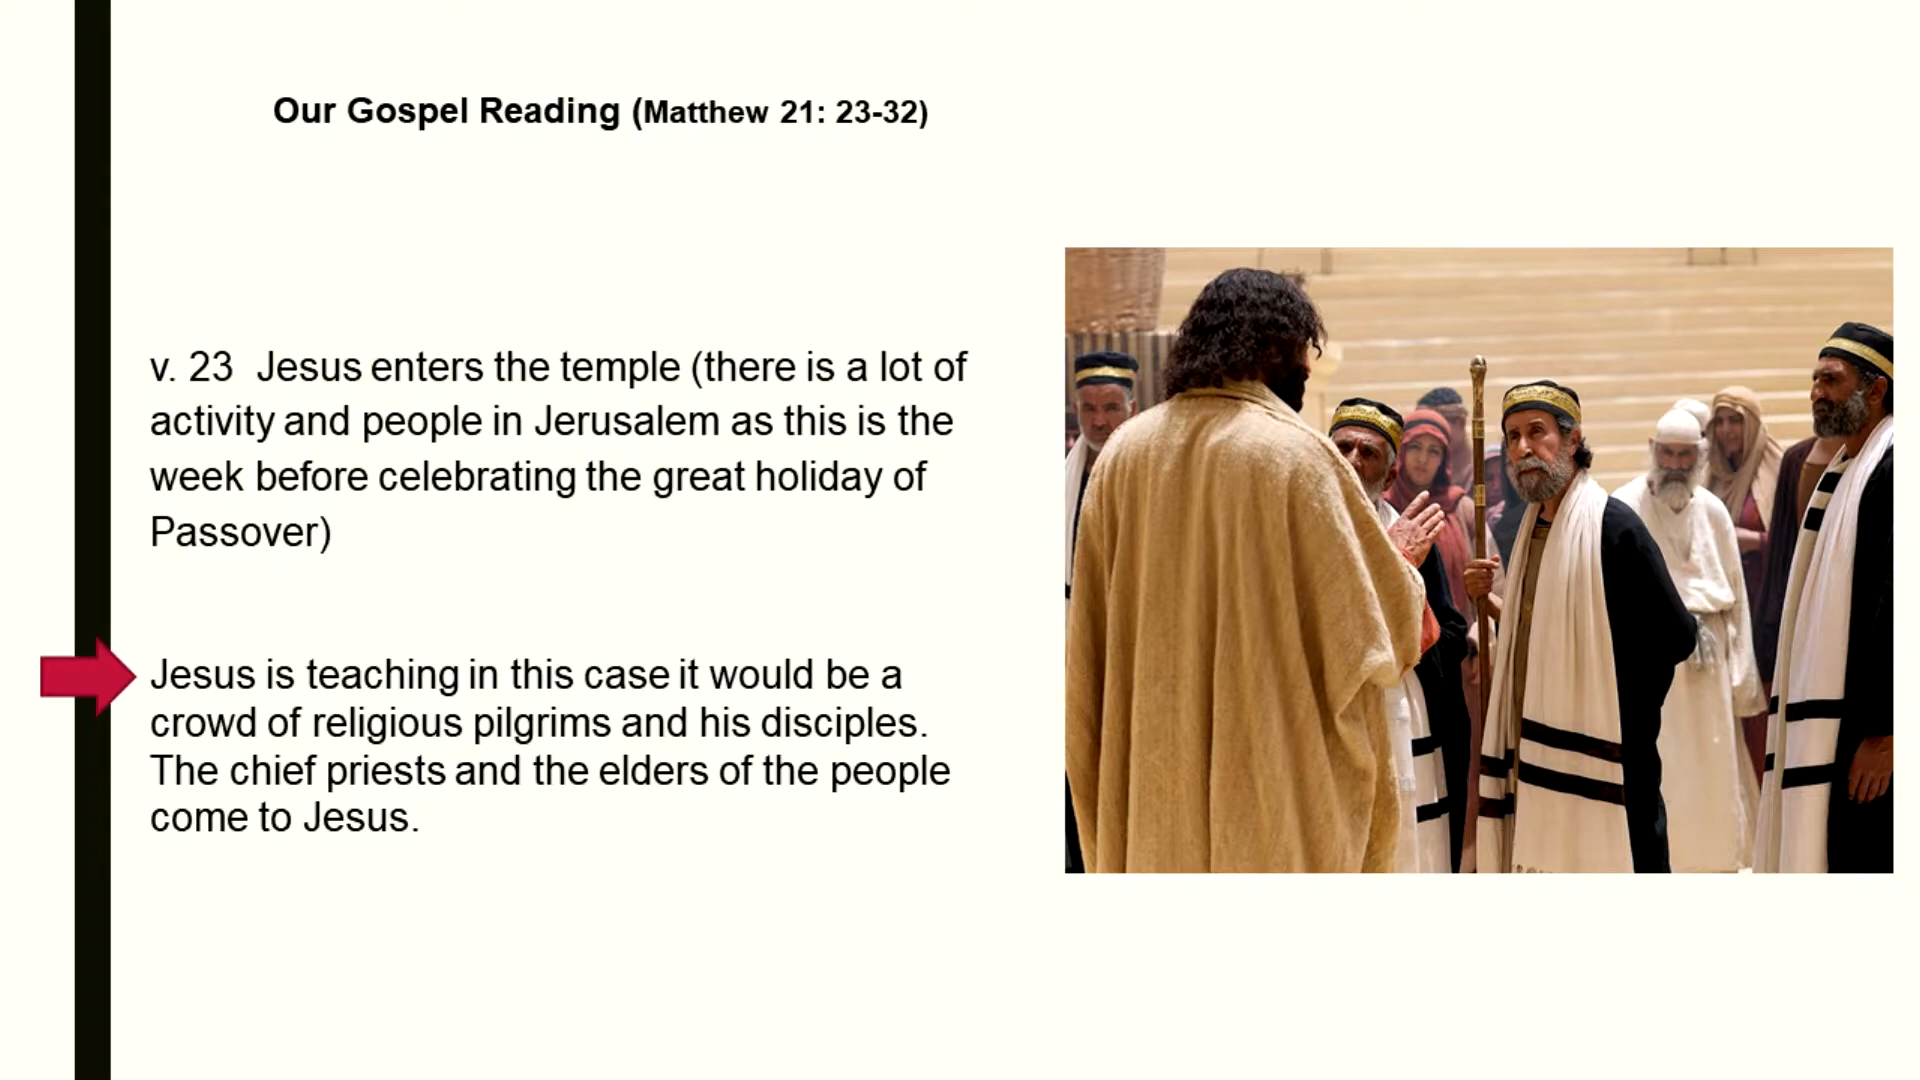 Our Gospel Reading (Matthew 21: 23-32)
v. 23 Jesus enters the temple (there is a lot of
activity and people in Jerusalem as this is the
week before celebrating the great holiday of
Passover)
Jesus is teaching in this case it would be a
crowd of religious pilgrims and his disciples.
The chief priests and the elders of the people
come to Jesus.